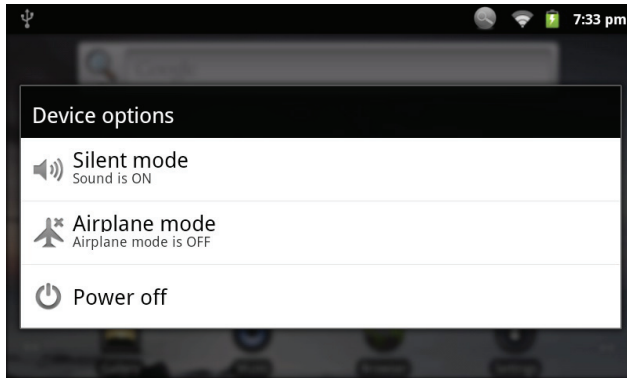 7:33 pm
Device options
Silent mode
Sound is ON
Airplane mode
Airplane mode is OFF
Power off